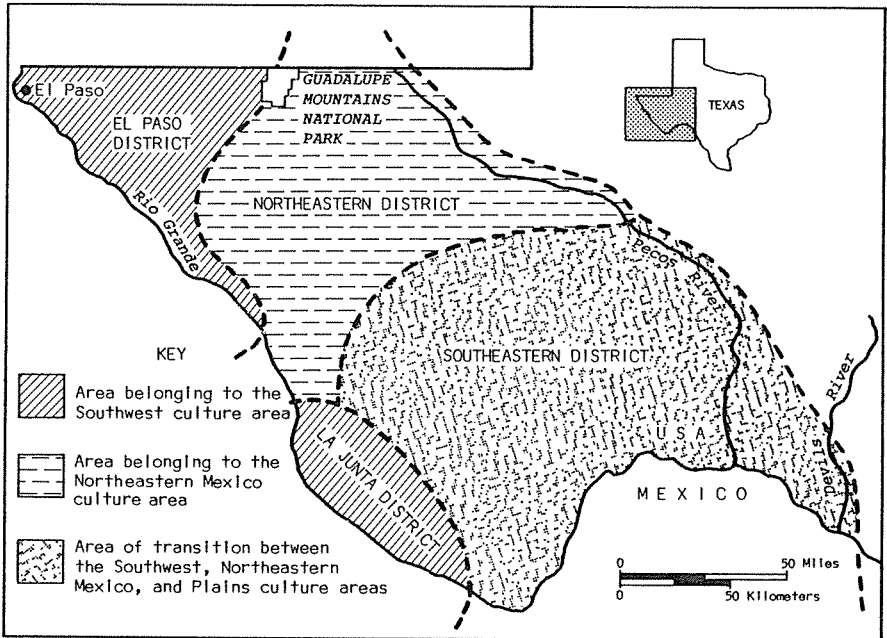 El Paso
EL PASO
DISTRICT
GUADALUPE
MOUNTAINS
NATIONAL
PARK
TEXAS
NORTHEASTERN DISTRICT
Rio Grande
Pecos River
SOUTHEASTERN DISTRICT
River
Devils
USA
MEXICO
LA JUNTA DISTRICT
KEY
Area belonging to the
Southwest culture area
Area belonging to the
Northeastern Mexico
culture area
Area of transition between
the Southwest, Northeastern
Mexico, and Plains culture areas
0 50 Miles
0 50 Kilometers